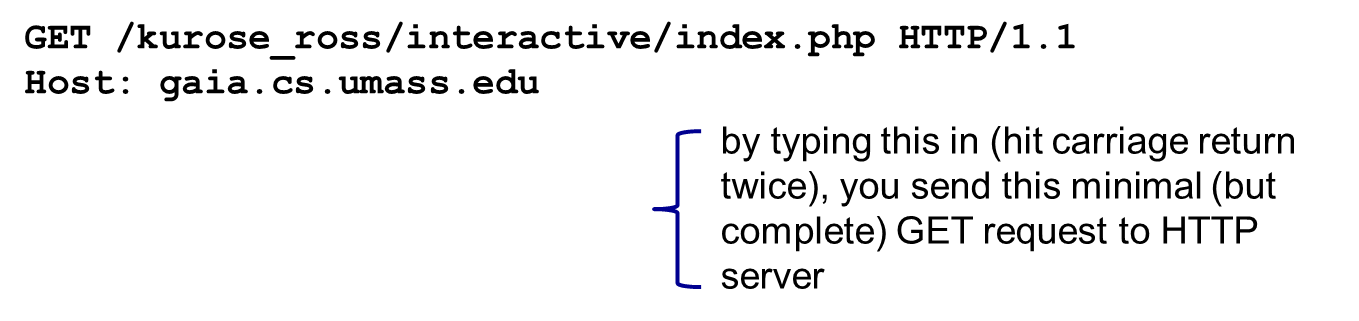 GET /kurose_ross/interactive/index.php HTTP/1.1
Host: gaia.cs.umass.edu
by typing this in (hit carriage return
twice), you send this minimal (but
complete) GET request to HTTP
server